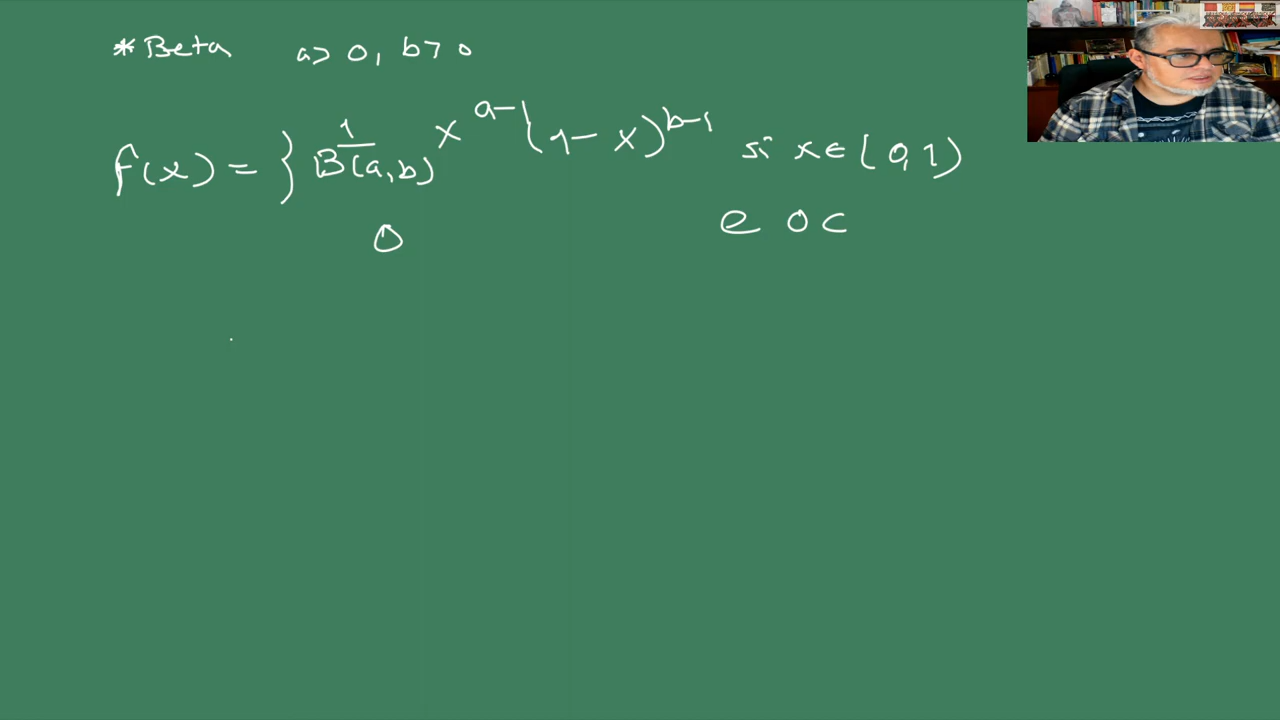 *Beta a > 0, b > 0
f(x) = } 1/B(a,b) x^{a-1} (1-x)^{b-1} si x ∈ (0,1)
0 e o c